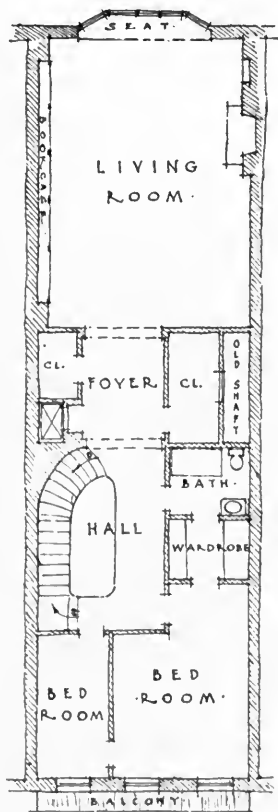 SEAT.
BOOKCASE
LIVING
ROOM.
CL.
FOYER
CL.
OLD SHAFT
BATH.
HALL
WARDROBE
BED
ROOM
BED
ROOM.
BALCONY